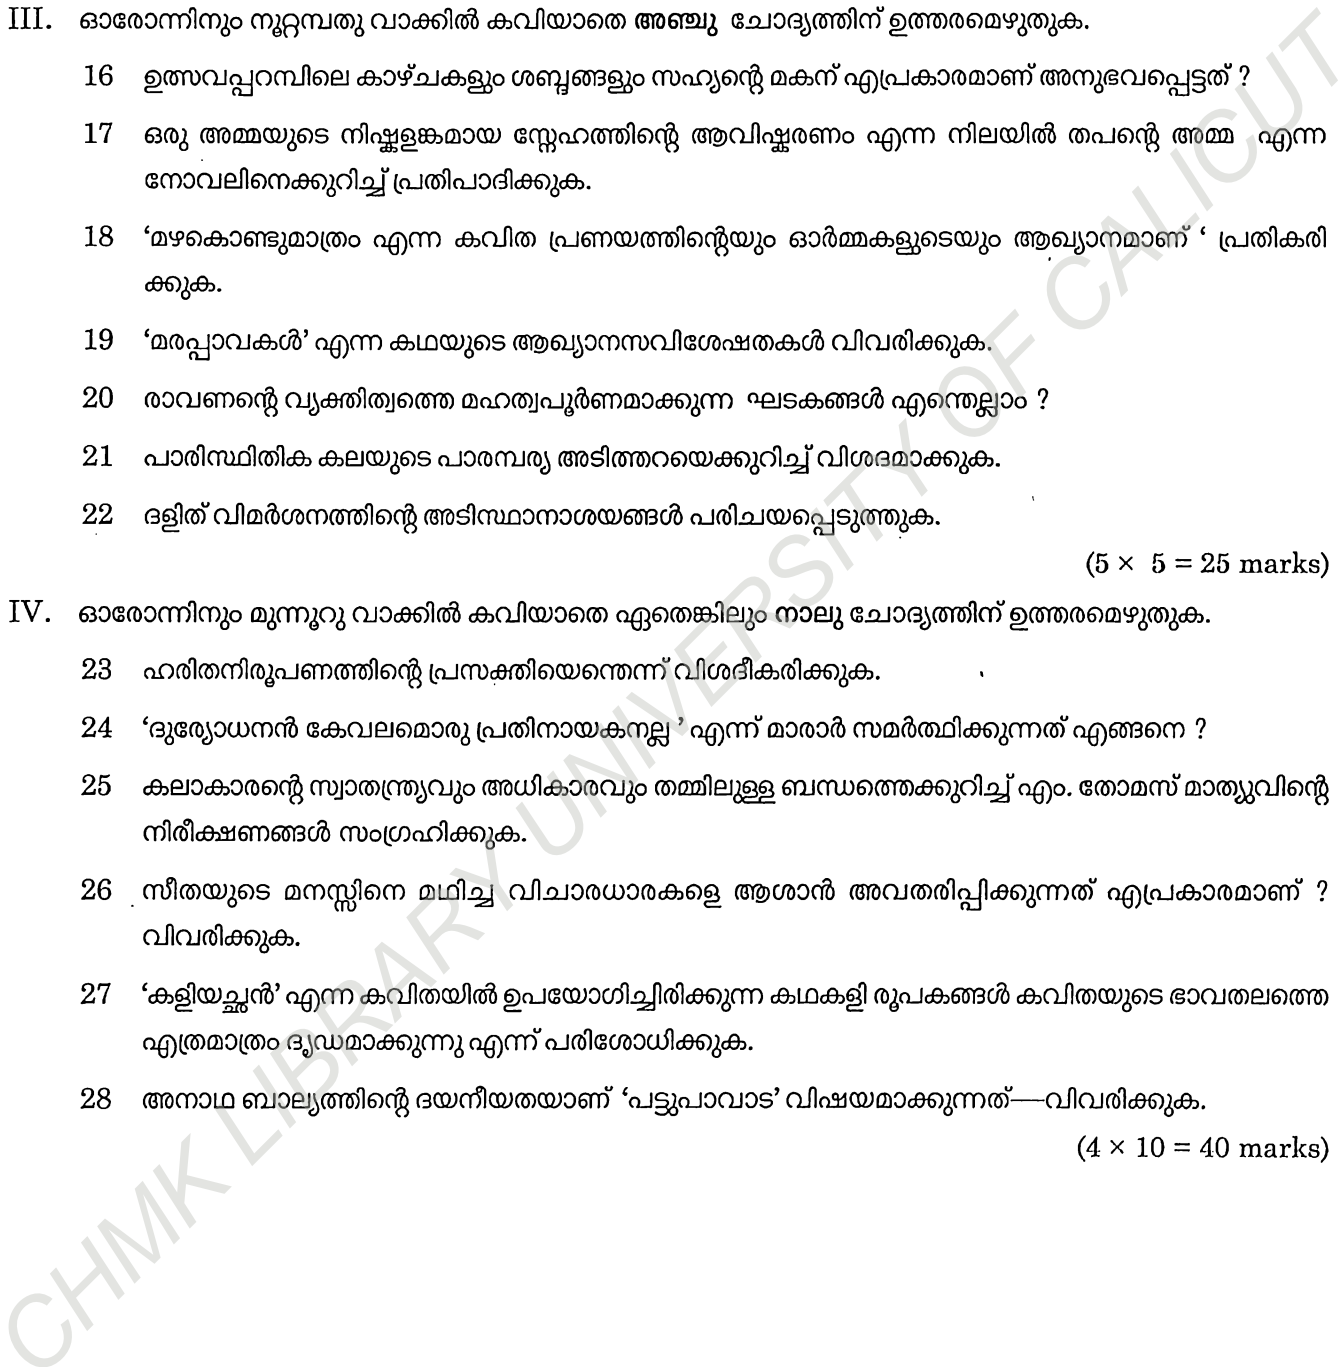 III. ഓരോന്നിനും നൂറ്റമ്പതു വാക്കിൽ കവിയാതെ അഞ്ചു ചോദ്യത്തിന് ഉത്തരമെഴുതുക.
16 ഉത്സവപ്പറമ്പിലെ കാഴ്ചകളും ശബ്ദങ്ങളും സഹ്യന്റെ മകന് എപ്രകാരമാണ് അനുഭവപ്പെട്ടത് ?
17 ഒരു അമ്മയുടെ നിഷ്കളങ്കമായ സ്നേഹത്തിന്റെ ആവിഷ്കരണം എന്ന നിലയിൽ തപന്റെ അമ്മ എന്ന
നോവലിനെക്കുറിച്ച് പ്രതിപാദിക്കുക.
18 ‘മഴകൊണ്ടുമാത്രം എന്ന കവിത പ്രണയത്തിന്റെയും ഓർമ്മകളുടെയും ആഖ്യാനമാണ് ‘ പ്രതികരി
ക്കുക.
19 ‘മരപ്പാവകൾ’ എന്ന കഥയുടെ ആഖ്യാനസവിശേഷതകൾ വിവരിക്കുക.
20 രാവണന്റെ വ്യക്തിത്വത്തെ മഹത്വപൂർണമാക്കുന്ന ഘടകങ്ങൾ എന്തെല്ലാം ?
21 പാരിസ്ഥിതിക കലയുടെ പാരമ്പര്യ അടിത്തറയെക്കുറിച്ച് വിശദമാക്കുക.
22 ദളിത് വിമർശനത്തിന്റെ അടിസ്ഥാനാശയങ്ങൾ പരിചയപ്പെടുത്തുക.
(5 × 5 = 25 marks)
IV. ഓരോന്നിനും മുന്നൂറു വാക്കിൽ കവിയാതെ ഏതെങ്കിലും നാലു ചോദ്യത്തിന് ഉത്തരമെഴുതുക.
23 ഹരിതനിരൂപണത്തിന്റെ പ്രസക്തിയെന്തെന്ന് വിശദീകരിക്കുക.
24 ‘ദുര്യോധനൻ കേവലമൊരു പ്രതിനായകനല്ല ’ എന്ന് മാരാർ സമർത്ഥിക്കുന്നത് എങ്ങനെ ?
25 കലാകാരന്റെ സ്വാതന്ത്ര്യവും അധികാരവും തമ്മിലുള്ള ബന്ധത്തെക്കുറിച്ച് എം. തോമസ് മാത്യുവിന്റെ
നിരീക്ഷണങ്ങൾ സംഗ്രഹിക്കുക.
26 സീതയുടെ മനസ്സിനെ മഥിച്ച വിചാരധാരകളെ ആശാൻ അവതരിപ്പിക്കുന്നത് എപ്രകാരമാണ് ?
വിവരിക്കുക.
27 ‘കളിയച്ഛൻ’ എന്ന കവിതയിൽ ഉപയോഗിച്ചിരിക്കുന്ന കഥകളി രൂപകങ്ങൾ കവിതയുടെ ഭാവതലത്തെ
എത്രമാത്രം ദൃഢമാക്കുന്നു എന്ന് പരിശോധിക്കുക.
28 അനാഥ ബാല്യത്തിന്റെ ദയനീയതയാണ് ‘പട്ടുപാവാട’ വിഷയമാക്കുന്നത്—വിവരിക്കുക.
(4 × 10 = 40 marks)
CHMK LIBRARY UNIVERSITY OF CALICUT